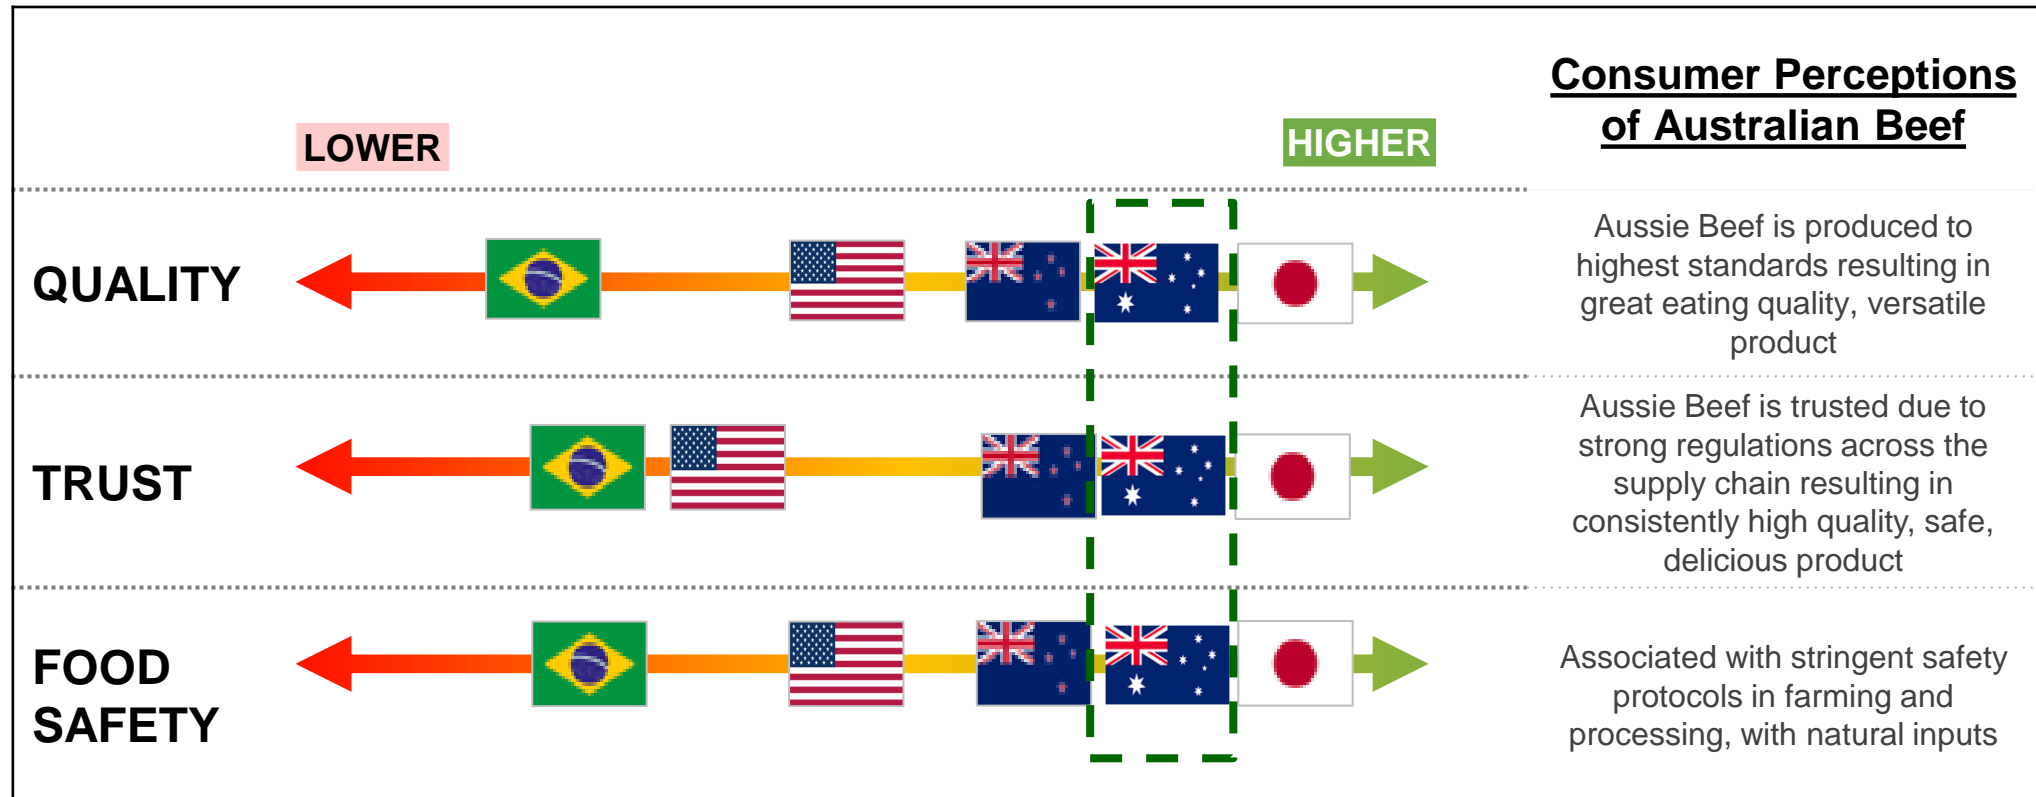 Consumer Perceptions
of Australian Beef
LOWER
HIGHER
QUALITY
Aussie Beef is produced to
highest standards resulting in
great eating quality, versatile
product
TRUST
Aussie Beef is trusted due to
strong regulations across the
supply chain resulting in
consistently high quality, safe,
delicious product
FOOD
SAFETY
Associated with stringent safety
protocols in farming and
processing, with natural inputs